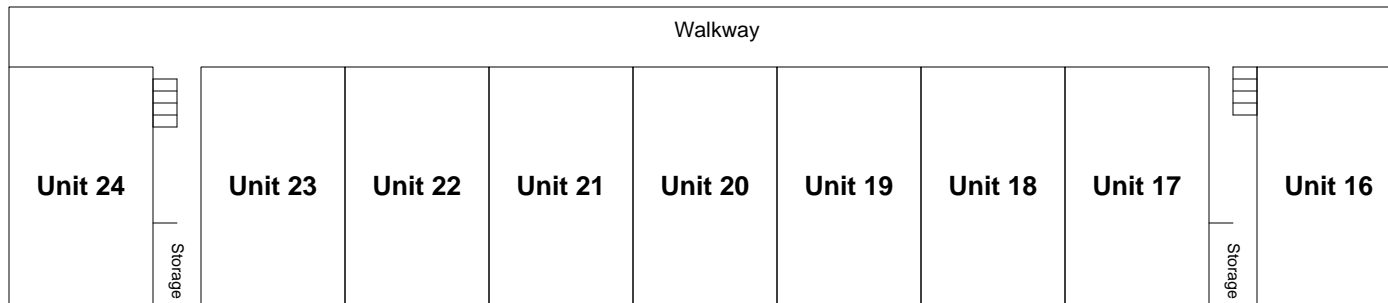 Walkway
Unit 24
Unit 23
Unit 22
Unit 21
Unit 20
Unit 19
Unit 18
Unit 17
Unit 16
Storage
Storage